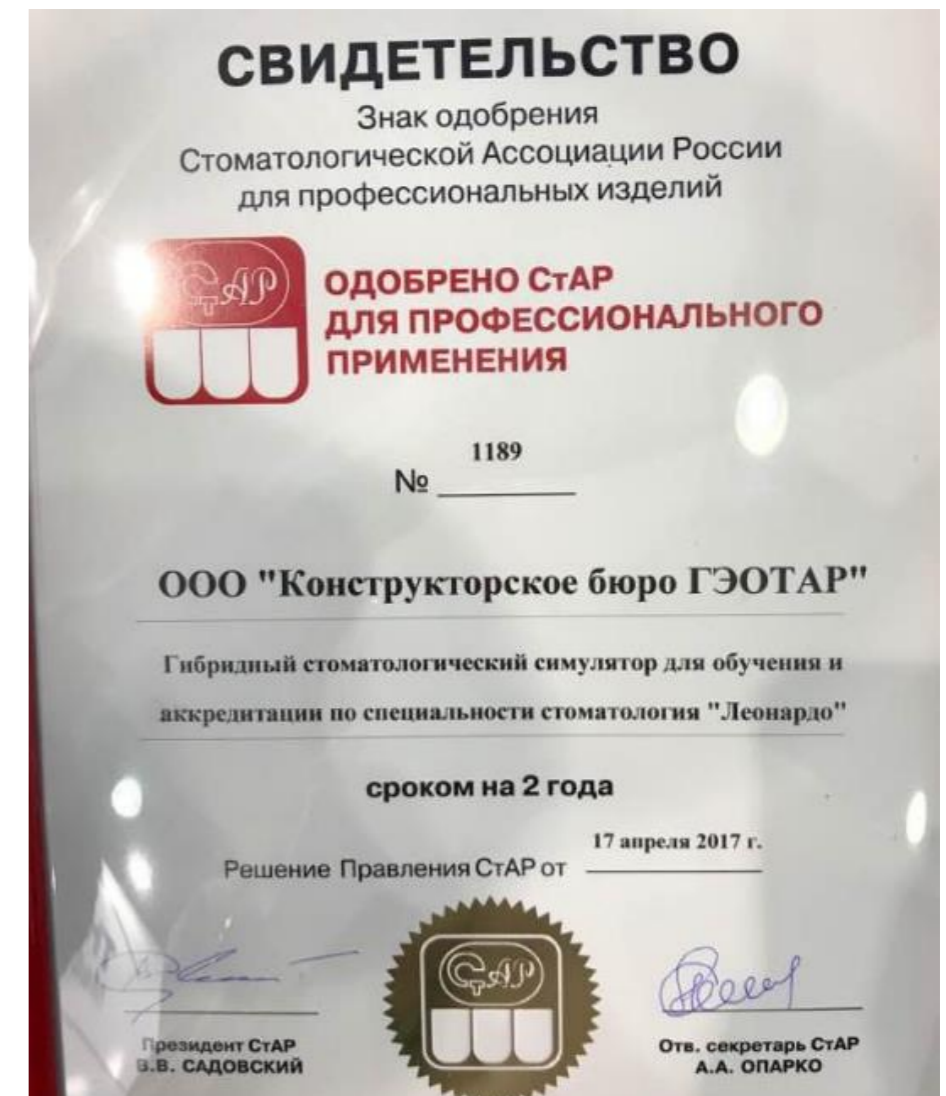 СВИДЕТЕЛЬСТВО
Знак одобрения
Стоматологической Ассоциации России
для профессиональных изделий
СтАР
ОДОБРЕНО СтАР
ДЛЯ ПРОФЕССИОНАЛЬНОГО
ПРИМЕНЕНИЯ
1189
№
ООО "Конструкторское бюро ГЭОТАР"
Гибридный стоматологический симулятор для обучения и
аккредитации по специальности стоматология "Леонардо"
сроком на 2 года
17 апреля 2017 г.
Решение Правления СтАР от
СтАР
Президент СтАР
В.В. САДОВСКИЙ
Отв. секретарь СтАР
А.А. ОПАРКО